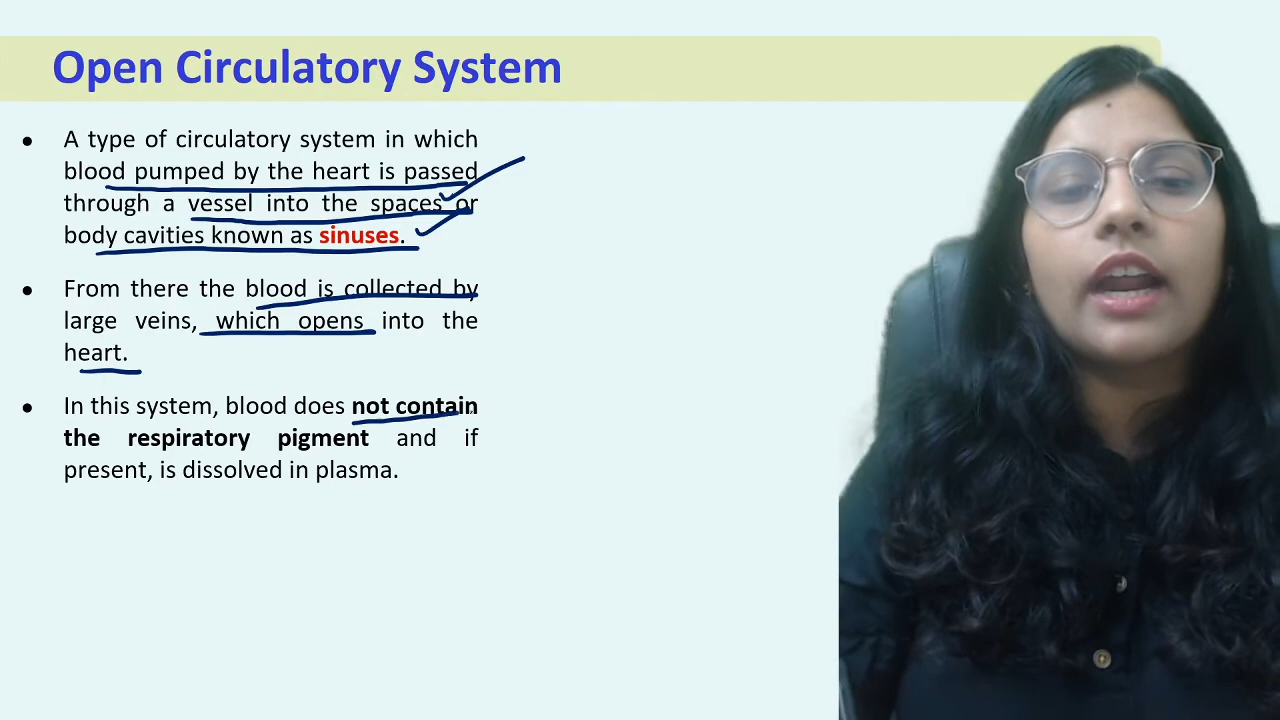 Open Circulatory System
● A type of circulatory system in which
blood pumped by the heart is passed
through a vessel into the spaces or
body cavities known as sinuses.
● From there the blood is collected by
large veins, which opens into the
heart.
● In this system, blood does not contain
the respiratory pigment and if
present, is dissolved in plasma.